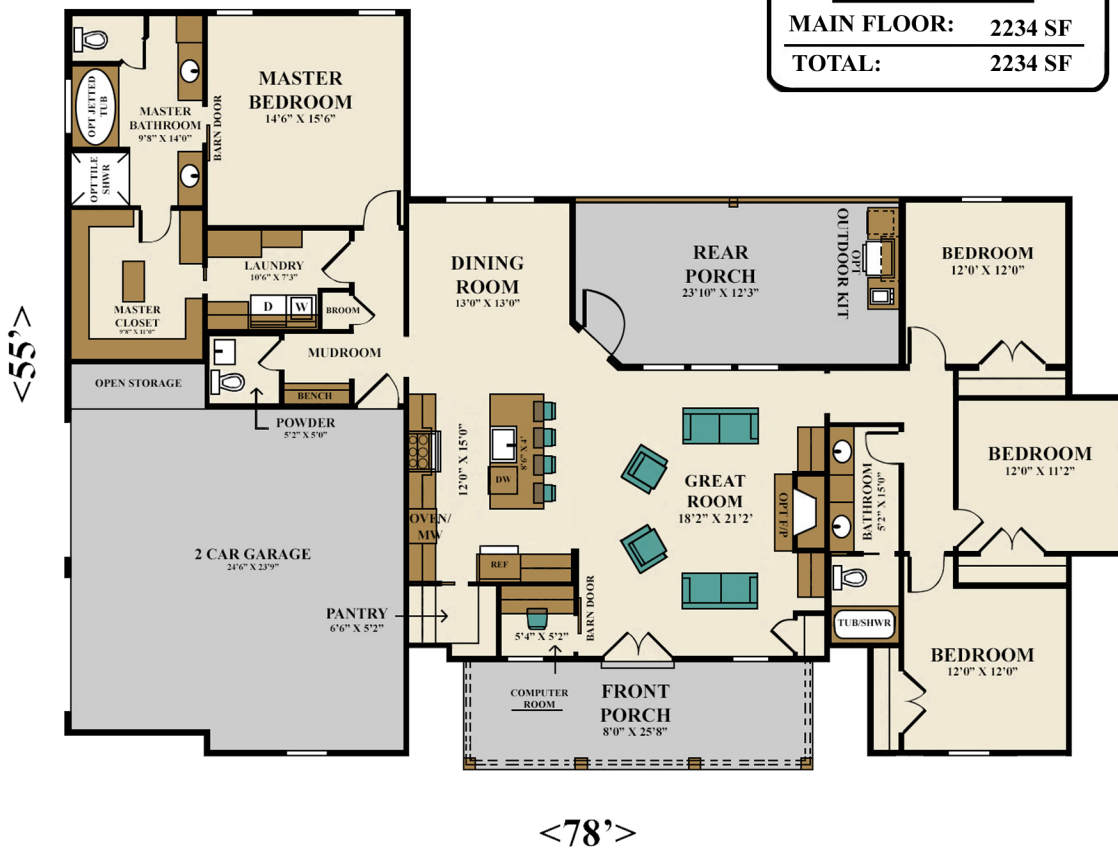 MAIN FLOOR: 2234 SF
TOTAL: 2234 SF
MASTER
BEDROOM
14'6" X 15'6"
BARN DOOR
MASTER
BATHROOM
9'8" X 14'0"
OPT JETTED
TUB
OPT TILE
SHWR
LAUNDRY
10'6" X 7'3"
D
W
BROOM
MASTER
CLOSET
9'8" X 11'0"
MUDROOM
BENCH
OPEN STORAGE
POWDER
5'2" X 5'0"
2 CAR GARAGE
24'6" X 23'9"
DINING
ROOM
13'0" X 13'0"
REAR
PORCH
23'10" X 12'3"
OPT
OUTDOOR KIT
BEDROOM
12'0' X 12'0"
BEDROOM
12'0" X 11'2"
BEDROOM
12'0" X 12'0"
12'0" X 15'0"
8'6" X 4'
DW
OVEN/
MW
REF
GREAT
ROOM
18'2" X 21'2'
OPT F/P
BATHROOM
5'2" X 15'0"
TUB/SHWR
PANTRY
6'6" X 5'2"
5'4" X 5'2"
BARN DOOR
COMPUTER
ROOM
FRONT
PORCH
8'0" X 25'8"
<55'>
<78'>